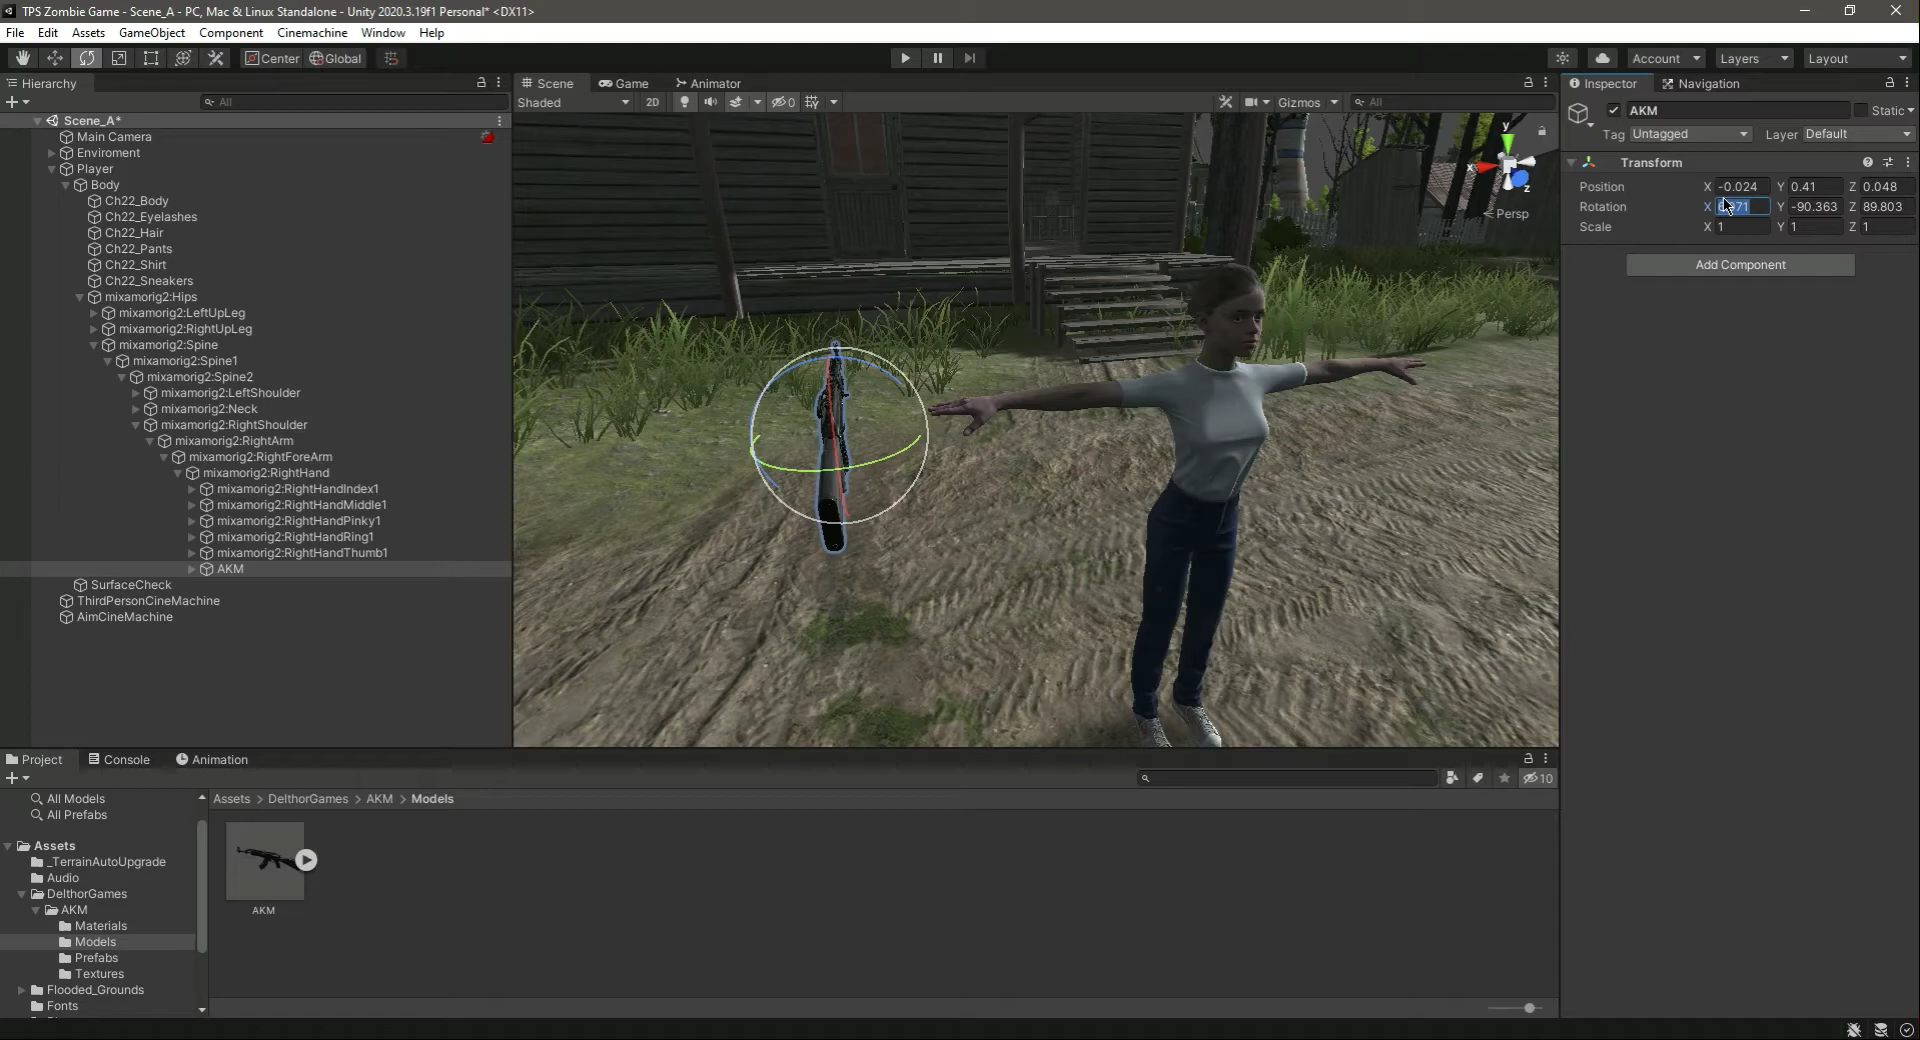 TPS Zombie Game - Scene_A - PC, Mac & Linux Standalone - Unity 2020.3.19f1 Personal* <DX11>
File Edit Assets GameObject Component Cinemachine Window Help
Center Global Account Layers Layout
Hierarchy
All
Scene_A*
Main Camera
Enviroment
Player
Body
Ch22_Body
Ch22_Eyelashes
Ch22_Hair
Ch22_Pants
Ch22_Shirt
Ch22_Sneakers
mixamorig2:Hips
mixamorig2:LeftUpLeg
mixamorig2:RightUpLeg
mixamorig2:Spine
mixamorig2:Spine1
mixamorig2:Spine2
mixamorig2:LeftShoulder
mixamorig2:Neck
mixamorig2:RightShoulder
mixamorig2:RightArm
mixamorig2:RightForeArm
mixamorig2:RightHand
mixamorig2:RightHandIndex1
mixamorig2:RightHandMiddle1
mixamorig2:RightHandPinky1
mixamorig2:RightHandRing1
mixamorig2:RightHandThumb1
AKM
SurfaceCheck
ThirdPersonCineMachine
AimCineMachine
Scene Game Animator
Shaded 2D 0 Gizmos All
y
x
z
Persp
Inspector Navigation
AKM Static
Tag Untagged Layer Default
Transform
Position X -0.024 Y 0.41 Z 0.048
Rotation X Y -90.363 Z 89.803
Scale X 1 Y 1 Z 1
Add Component
Project Console Animation
10
All Models
All Prefabs
Assets
_TerrainAutoUpgrade
Audio
DelthorGames
AKM
Materials
Models
Prefabs
Textures
Flooded_Grounds
Fonts
Assets > DelthorGames > AKM > Models
AKM